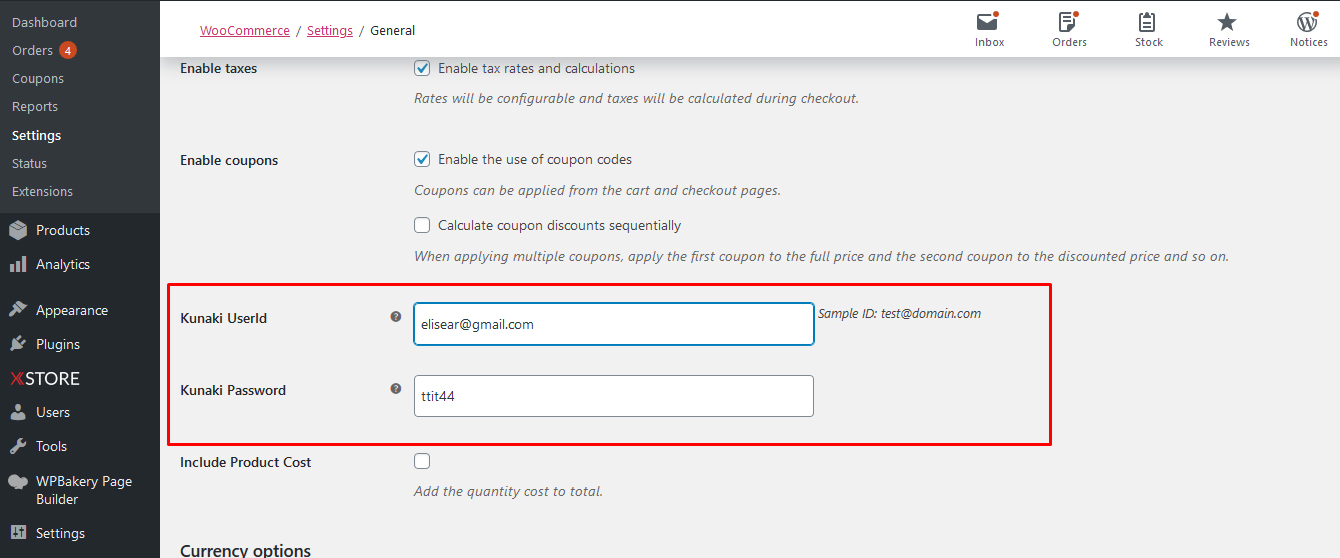 Dashboard
Orders 4
Coupons
Reports
Settings
Status
Extensions
Products
Analytics
Appearance
Plugins
XSTORE
Users
Tools
WPBakery Page
Builder
Settings
WooCommerce / Settings / General
Inbox
Orders
Stock
Reviews
Notices
Enable taxes
Enable tax rates and calculations
Rates will be configurable and taxes will be calculated during checkout.
Enable coupons
Enable the use of coupon codes
Coupons can be applied from the cart and checkout pages.
Calculate coupon discounts sequentially
When applying multiple coupons, apply the first coupon to the full price and the second coupon to the discounted price and so on.
Kunaki UserId
elisear@gmail.com
Sample ID: test@domain.com
Kunaki Password
ttit44
Include Product Cost
Add the quantity cost to total.
Currency options